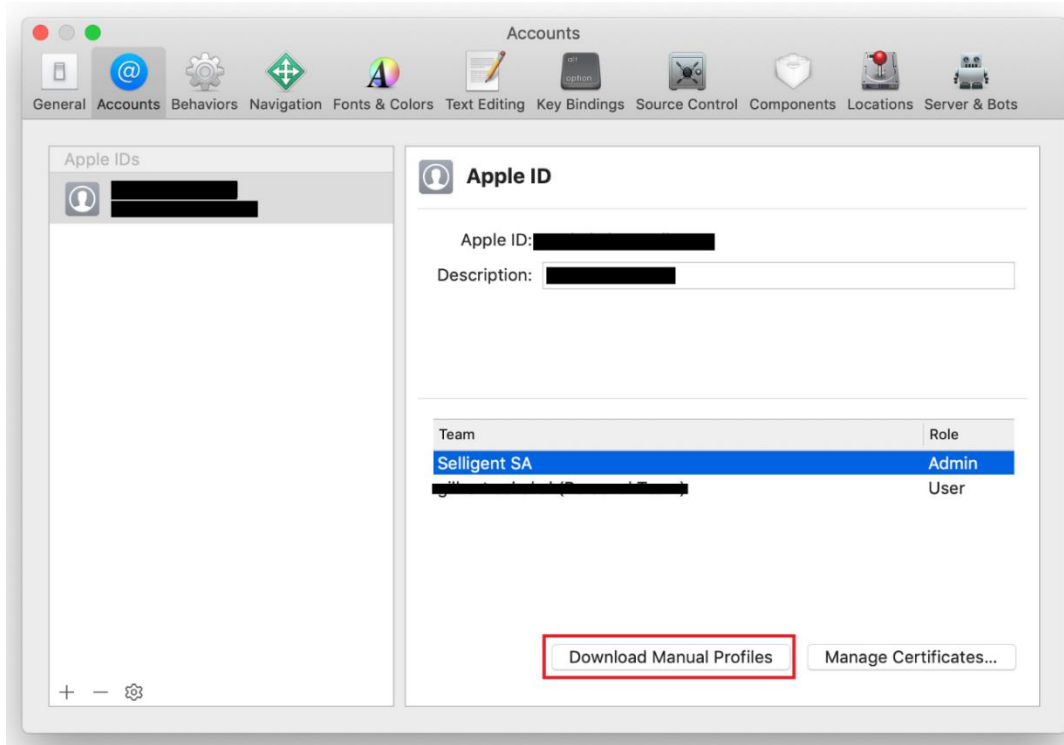 Accounts
General Accounts Behaviors Navigation Fonts & Colors Text Editing Key Bindings Source Control Components Locations Server & Bots
Apple IDs
Apple ID
Apple ID:
Description:
Team Role
Selligent SA Admin
User
Download Manual Profiles Manage Certificates...